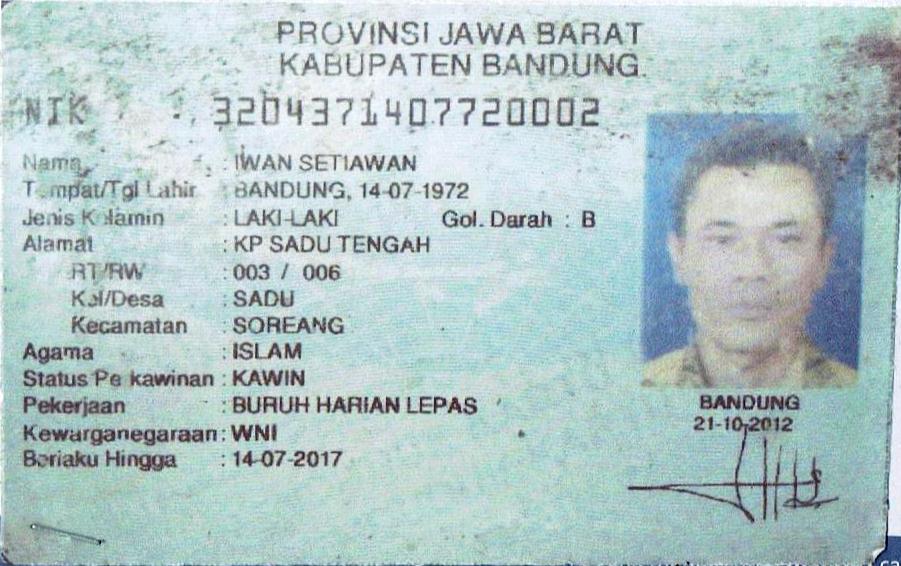 PROVINSI JAWA BARAT
KABUPATEN BANDUNG
NIK : 3204371407720002
Nama : IWAN SETIAWAN
Tempat/Tgl Lahir : BANDUNG, 14-07-1972
Jenis Kelamin : LAKI-LAKI Gol. Darah : B
Alamat : KP SADU TENGAH
RT/RW : 003 / 006
Kel/Desa : SADU
Kecamatan : SOREANG
Agama : ISLAM
Status Perkawinan : KAWIN
Pekerjaan : BURUH HARIAN LEPAS
Kewarganegaraan : WNI
Berlaku Hingga : 14-07-2017
BANDUNG
21-10-2012